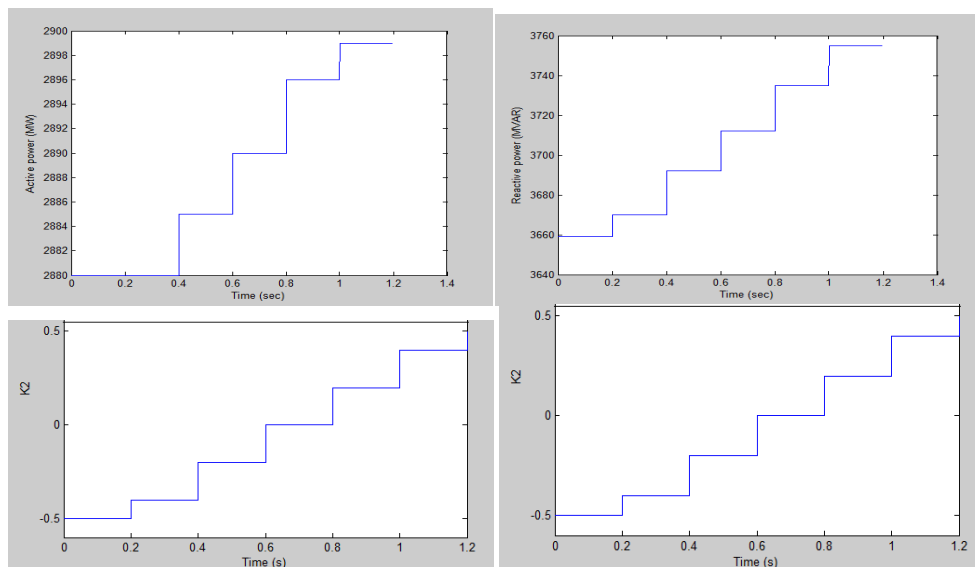 2900
2898
2896
2894
2892
2890
2886
2884
2882
2880
Active power (MW)
0 0.2 0.4 0.6 0.8 1 1.2 1.4
Time (sec)
3760
3740
3720
3700
3680
3660
3640
Reactive power (MVAR)
0 0.2 0.4 0.6 0.8 1 1.2 1.4
Time (sec)
0.5
0
-0.5
K2
0 0.2 0.4 0.6 0.8 1 1.2
Time (s)
0.5
0
-0.5
K2
0 0.2 0.4 0.6 0.8 1 1.2
Time (s)